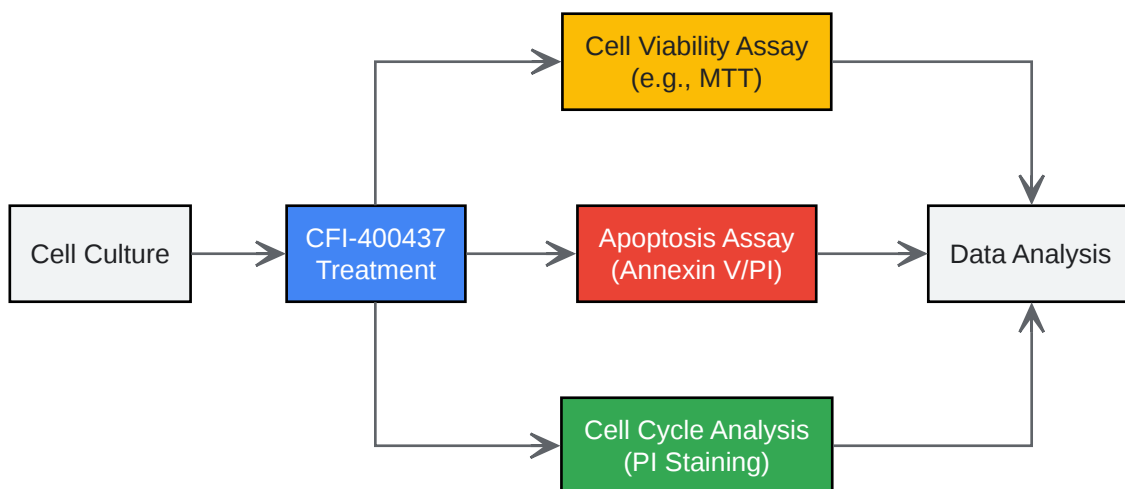 Cell Viability Assay
(e.g., MTT)
Cell Culture
CFI-400437
Treatment
Apoptosis Assay
(Annexin V/PI)
Data Analysis
Cell Cycle Analysis
(PI Staining)